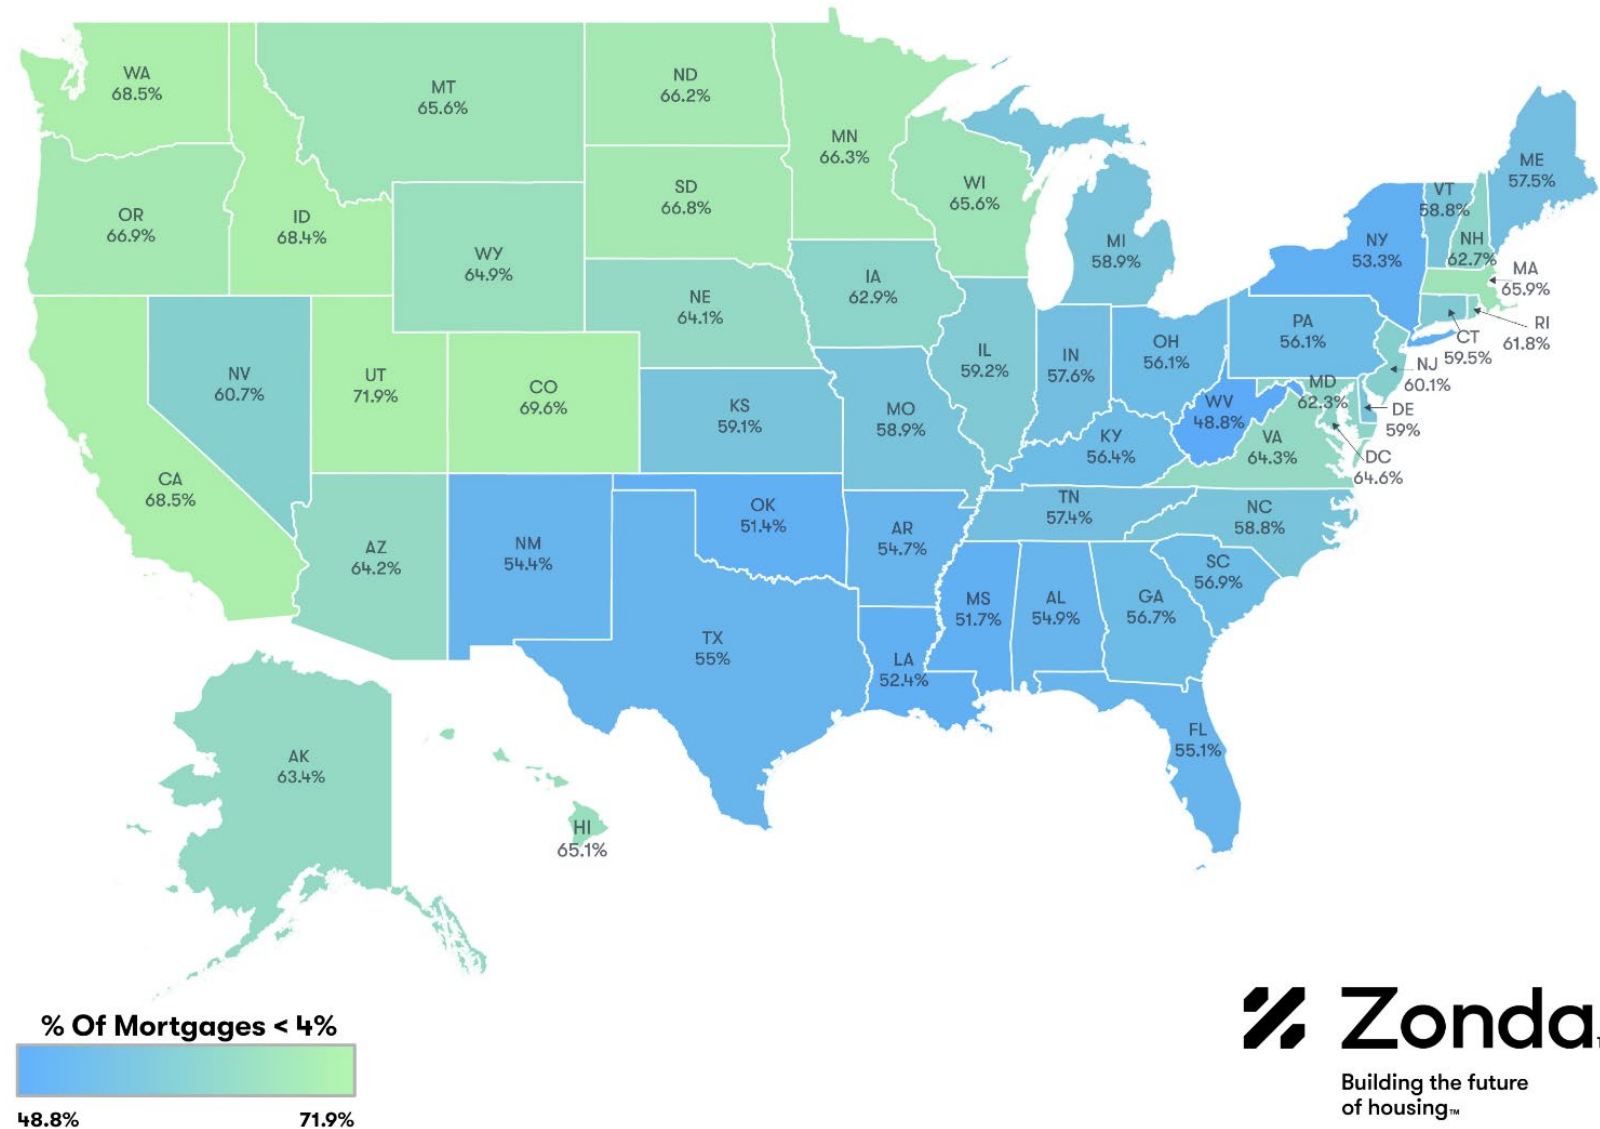 WA
68.5%
MT
65.6%
ND
66.2%
MN
66.3%
OR
66.9%
ID
68.4%
SD
66.8%
WI
65.6%
WY
64.9%
MI
58.9%
NY
53.3%
VT
58.8%
NH
62.7%
ME
57.5%
MA
65.9%
RI
61.8%
CT
59.5%
NE
64.1%
IA
62.9%
IL
59.2%
IN
57.6%
OH
56.1%
PA
56.1%
NJ
60.1%
NV
60.7%
UT
71.9%
CO
69.6%
KS
59.1%
MO
58.9%
KY
56.4%
WV
48.8%
MD
62.3%
DE
59%
VA
64.3%
DC
64.6%
CA
68.5%
AZ
64.2%
NM
54.4%
OK
51.4%
AR
54.7%
TN
57.4%
NC
58.8%
SC
56.9%
MS
51.7%
AL
54.9%
GA
56.7%
TX
55%
LA
52.4%
FL
55.1%
AK
63.4%
HI
65.1%
% Of Mortgages < 4%
48.8%
71.9%
Zonda
Building the future
of housing™